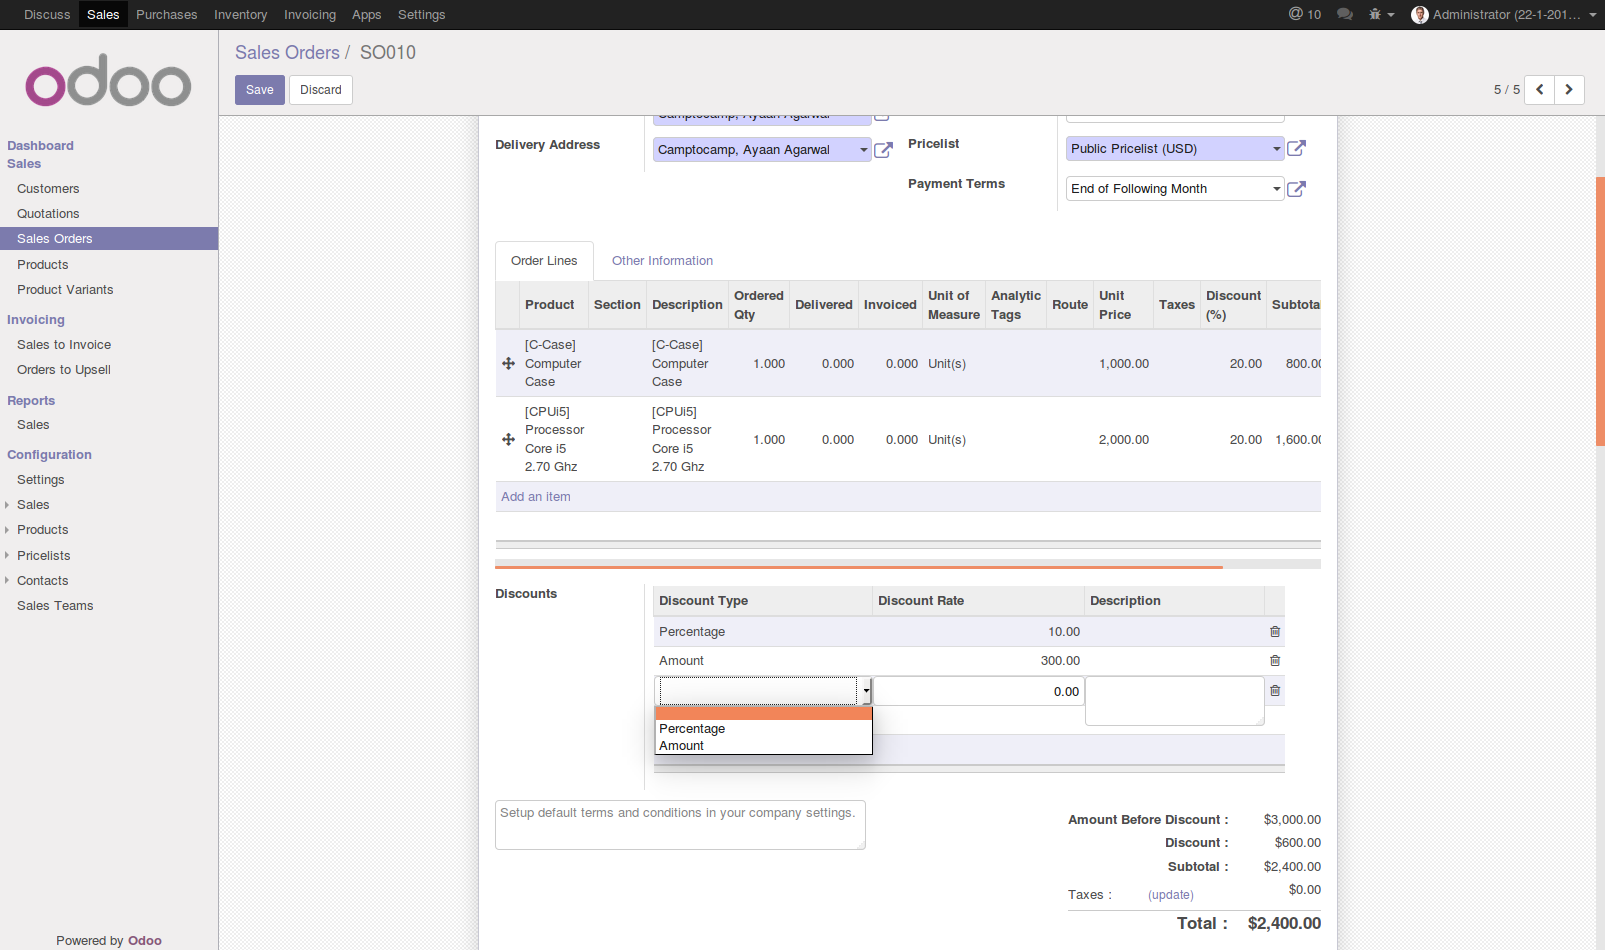 Discuss Sales Purchases Inventory Invoicing Apps Settings
@ 10 Administrator (22-1-201...
odoo
Sales Orders / SO010
Save Discard
5 / 5
Dashboard
Sales
Customers
Quotations
Sales Orders
Products
Product Variants
Invoicing
Sales to Invoice
Orders to Upsell
Reports
Sales
Configuration
Settings
Sales
Products
Pricelists
Contacts
Sales Teams
Powered by Odoo
Camptocamp, Ayaan Agarwal
Delivery Address Camptocamp, Ayaan Agarwal
Pricelist Public Pricelist (USD)
Payment Terms End of Following Month
Order Lines Other Information
Product Section Description Ordered Qty Delivered Invoiced Unit of Measure Analytic Tags Route Unit Price Taxes Discount (%) Subtotal
[C-Case] Computer Case [C-Case] Computer Case 1.000 0.000 0.000 Unit(s) 1,000.00 20.00 800.00
[CPUi5] Processor Core i5 2.70 Ghz [CPUi5] Processor Core i5 2.70 Ghz 1.000 0.000 0.000 Unit(s) 2,000.00 20.00 1,600.00
Add an item
Discounts
Discount Type Discount Rate Description
Percentage 10.00
Amount 300.00
0.00
Percentage
Amount
Setup default terms and conditions in your company settings.
Amount Before Discount : $3,000.00
Discount : $600.00
Subtotal : $2,400.00
Taxes : (update) $0.00
Total : $2,400.00